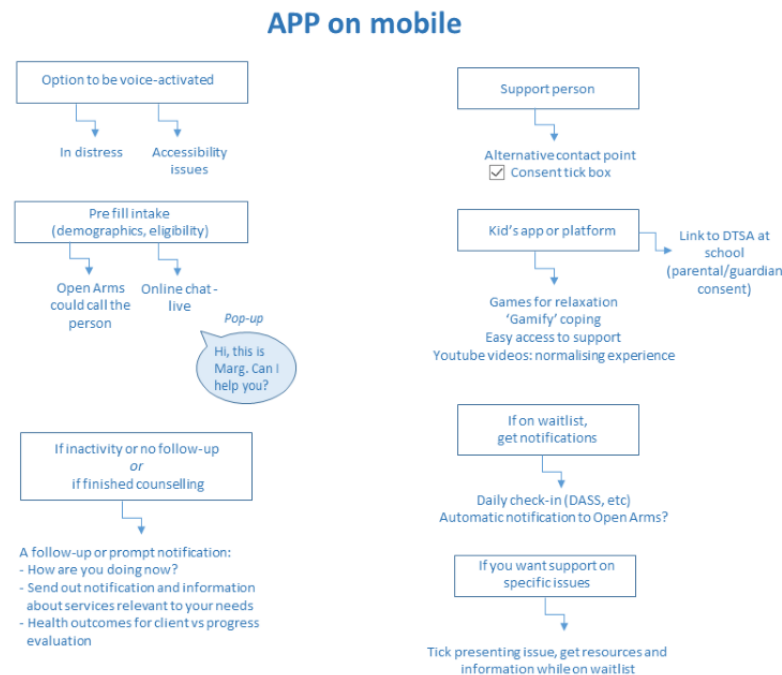 APP on mobile
Option to be voice-activated
In distress
Accessibility
issues
Pre fill intake
(demographics, eligibility)
Open Arms
could call the
person
Online chat -
live
Pop-up
Hi, this is
Marg. Can I
help you?
If inactivity or no follow-up
or
if finished counselling
A follow-up or prompt notification:
- How are you doing now?
- Send out notification and information
about services relevant to your needs
- Health outcomes for client vs progress
evaluation
Support person
Alternative contact point
Consent tick box
Kid's app or platform
Link to DTSA at
school
(parental/guardian
consent)
Games for relaxation
'Gamify' coping
Easy access to support
Youtube videos: normalising experience
If on waitlist,
get notifications
Daily check-in (DASS, etc)
Automatic notification to Open Arms?
If you want support on
specific issues
Tick presenting issue, get resources and
information while on waitlist